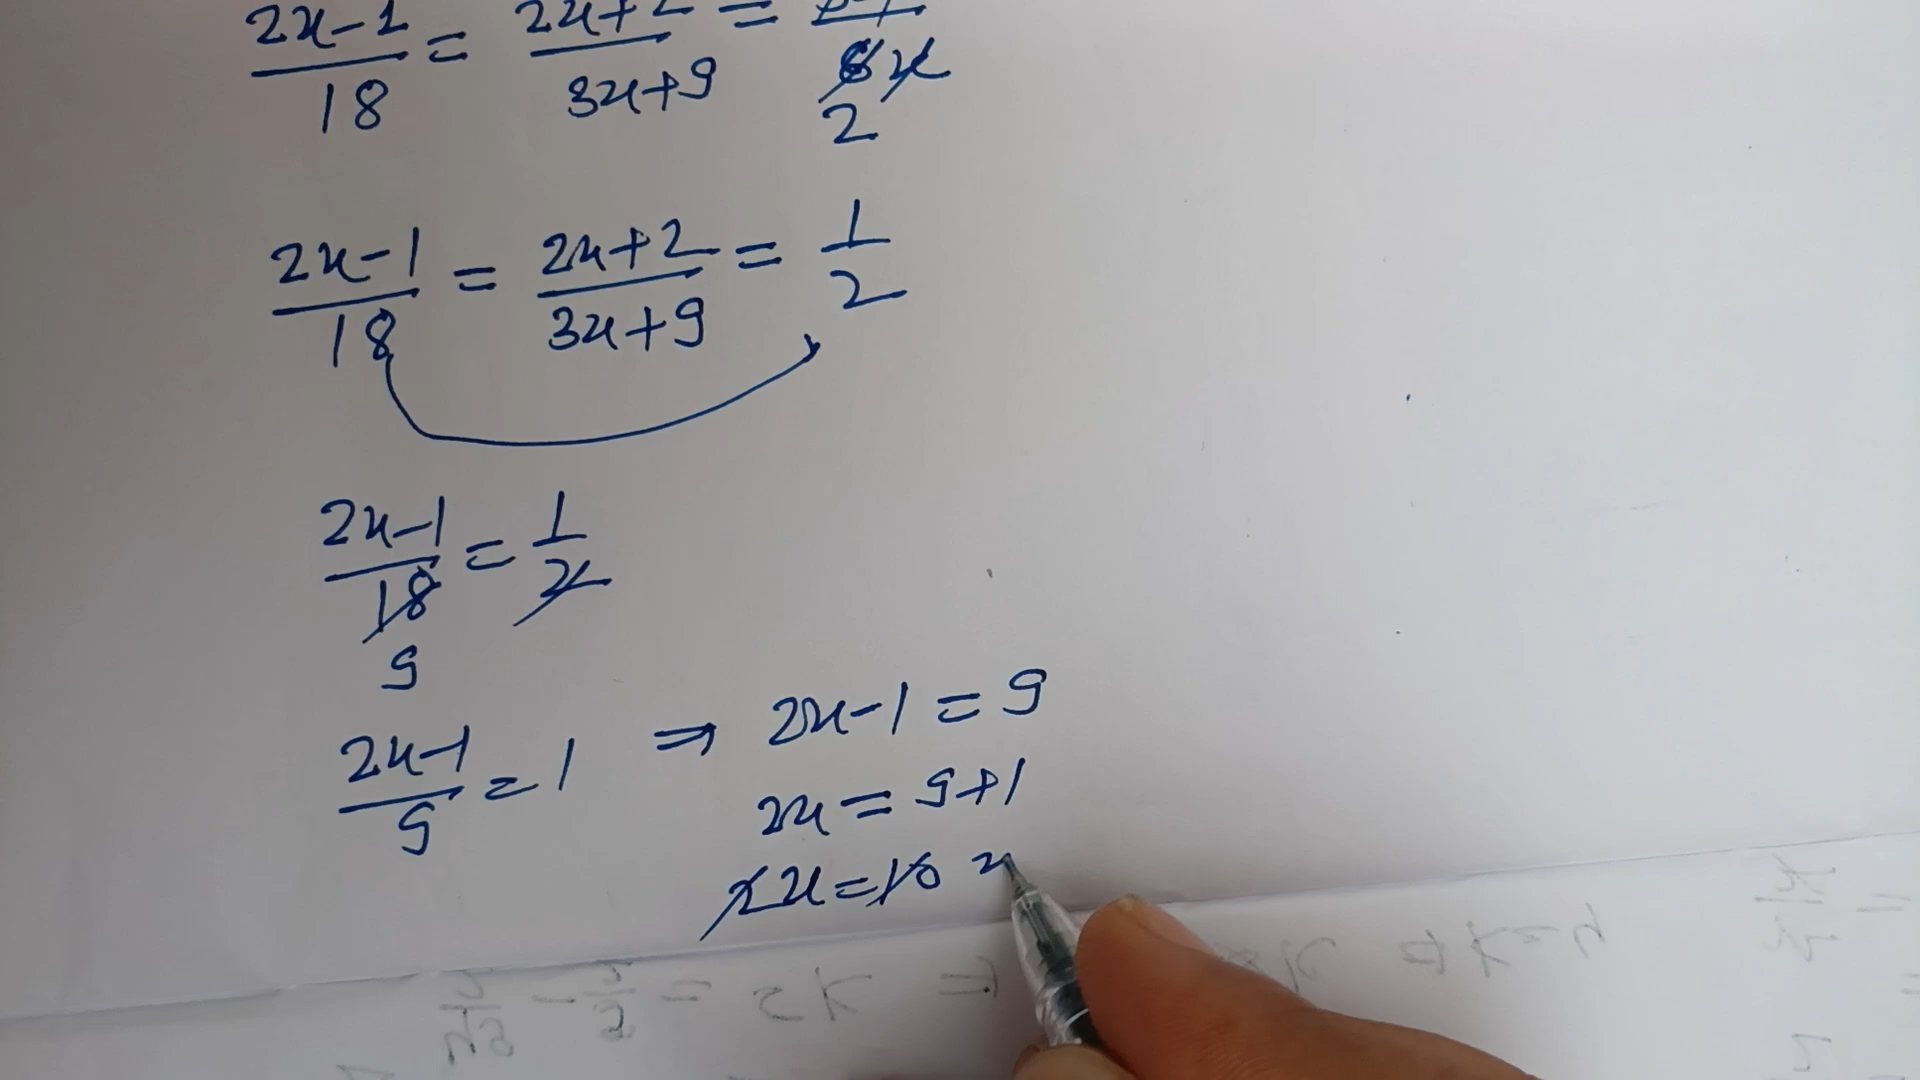 2x-1/18 = 2x+2/3x+9 =
6x
2
2x-1/18 = 2x+2/3x+9 = 1/2
2x-1/18 = 1/2
9
2x-1/9 = 1 ⇒ 2x-1 = 9
2x = 9+1
2x = 10 x